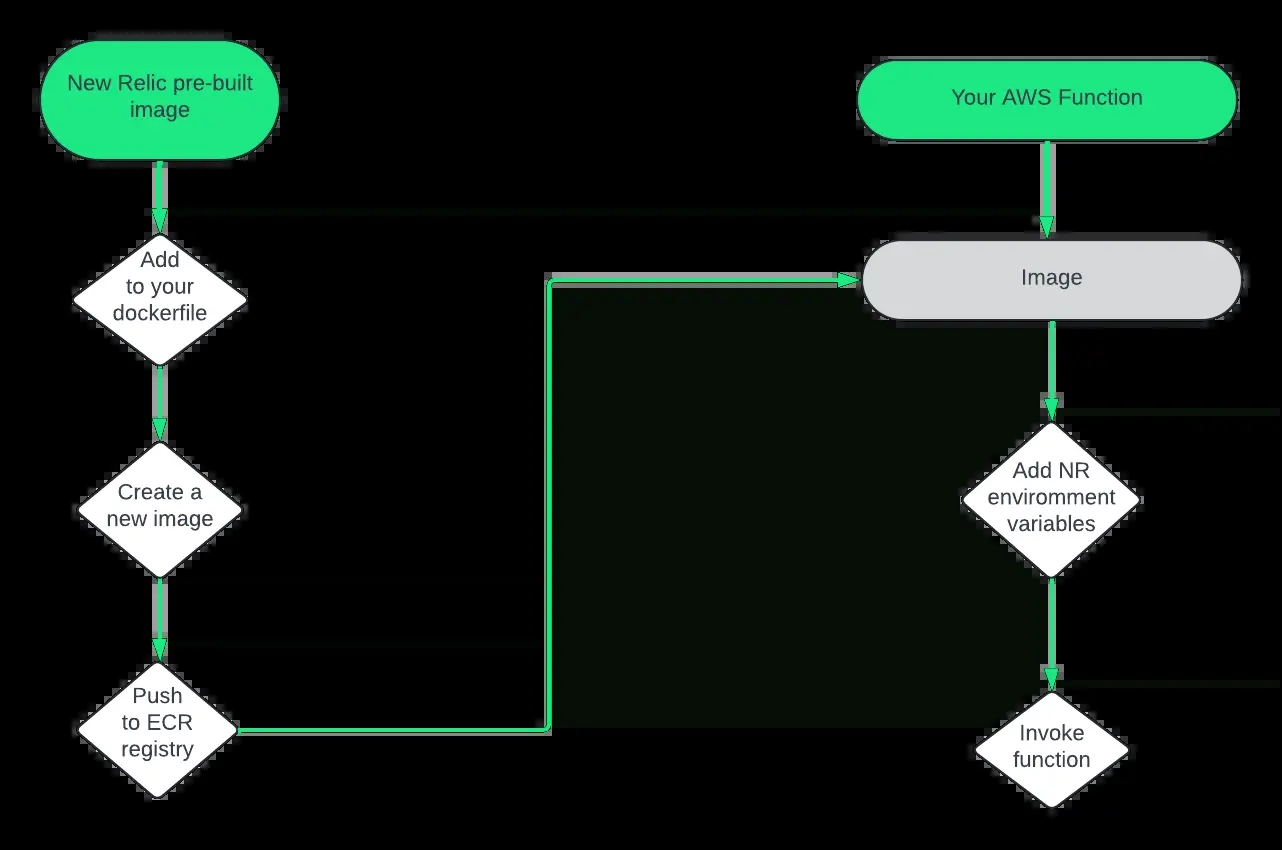 New Relic pre-built
image
Your AWS Function
Add
to your
dockerfile
Image
Create a
new image
Add NR
enviromment
variables
Push
to ECR
registry
Invoke
function